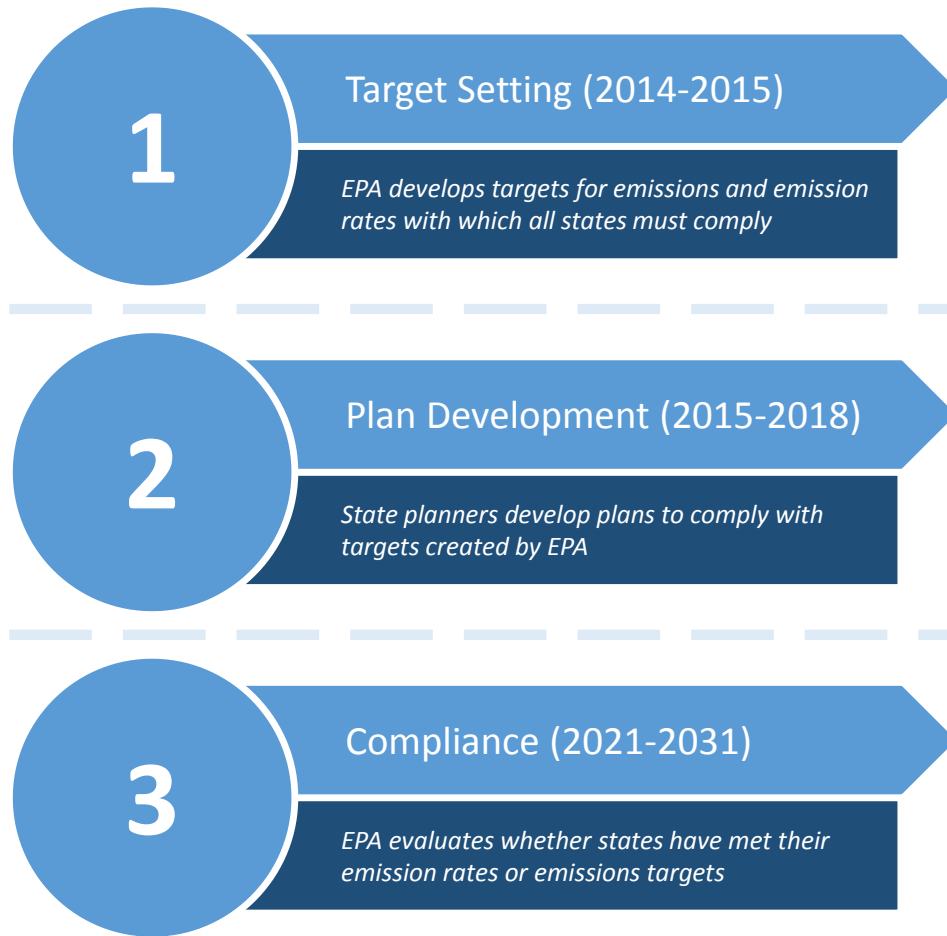 1
Target Setting (2014-2015)
EPA develops targets for emissions and emission
rates with which all states must comply
2
Plan Development (2015-2018)
State planners develop plans to comply with
targets created by EPA
3
Compliance (2021-2031)
EPA evaluates whether states have met their
emission rates or emissions targets